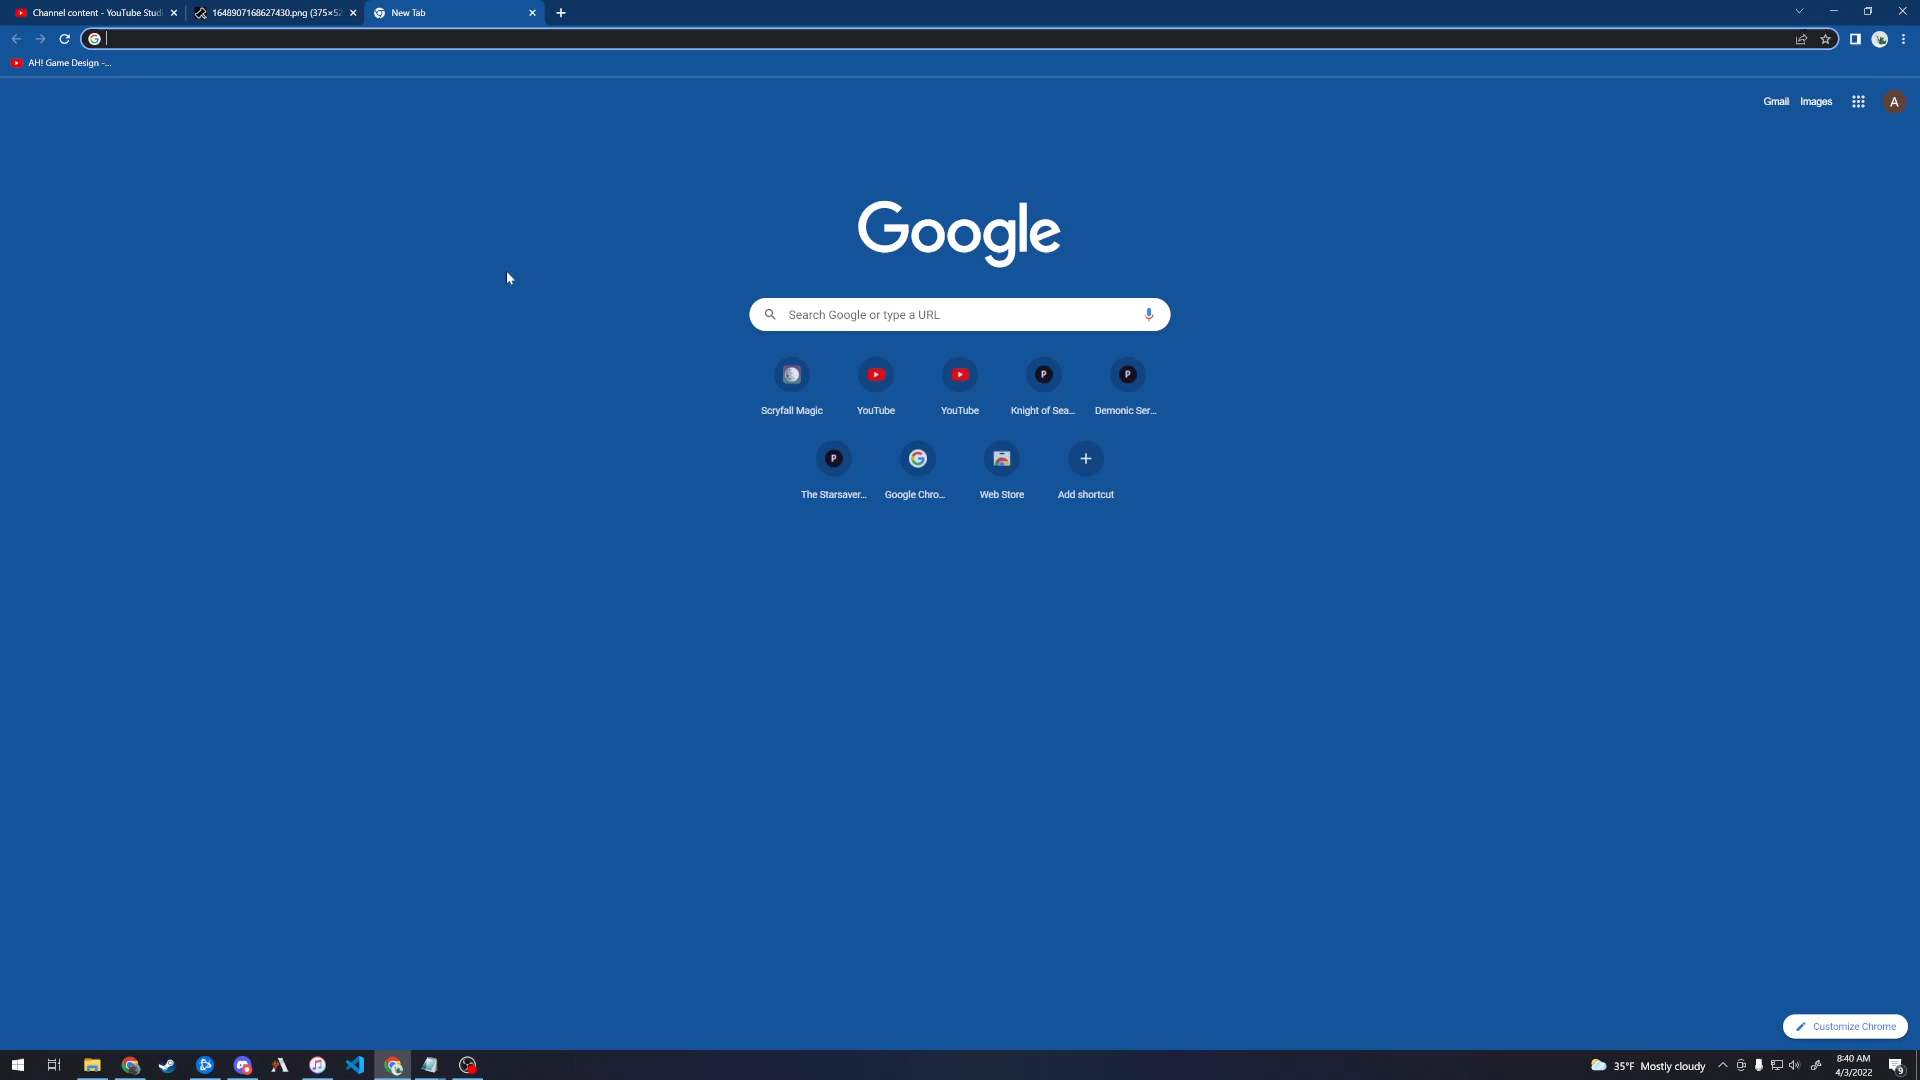 Channel content - YouTube Studi
1648907168627430.png (375×52
New Tab
AH! Game Design -...
Gmail
Images
A
Google
Search Google or type a URL
Scryfall Magic
YouTube
YouTube
P
Knight of Sea...
P
Demonic Ser...
P
The Starsaver...
Google Chro...
Web Store
Add shortcut
Customize Chrome
35°F Mostly cloudy
8:40 AM
4/3/2022
9